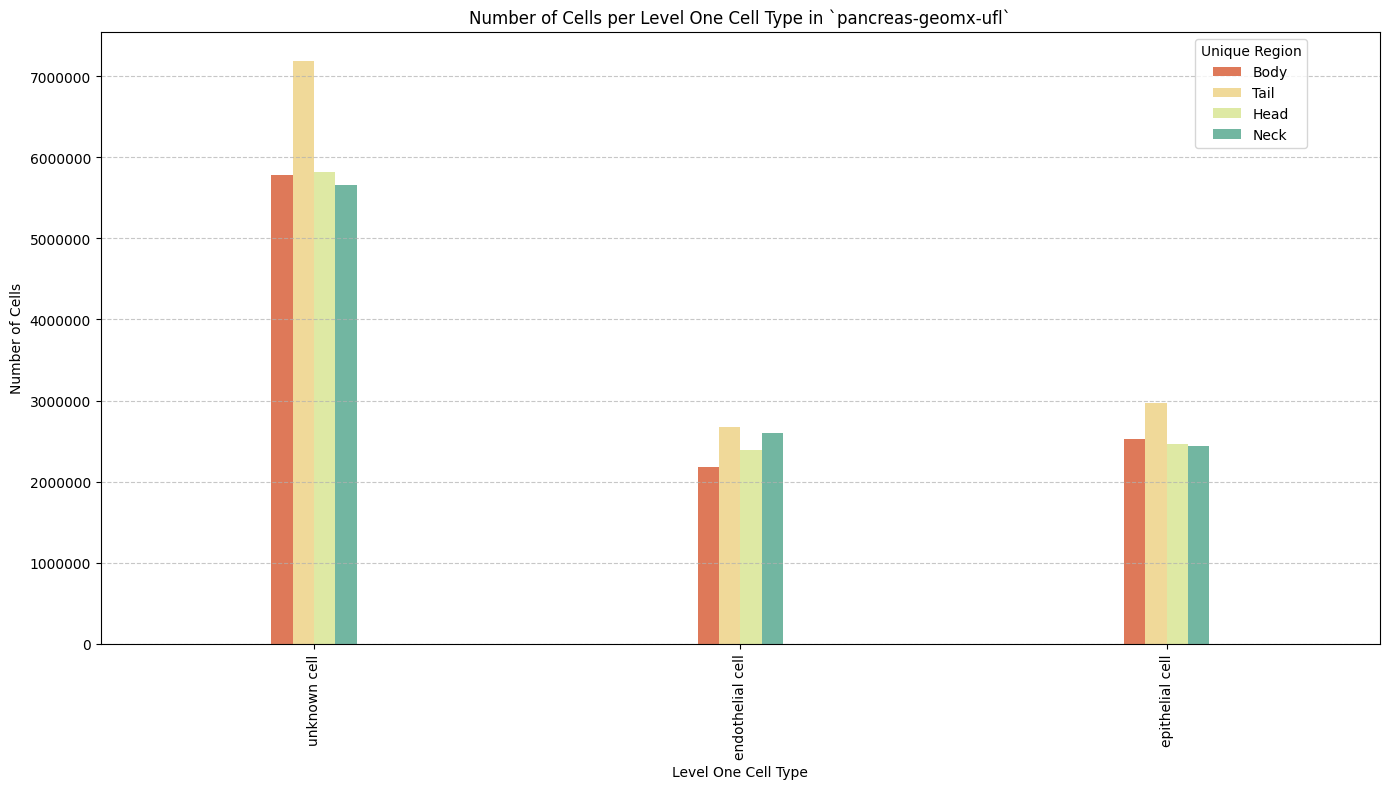 Number of Cells per Level One Cell Type in `pancreas-geomx-ufl`
Unique Region
Body
Tail
Head
Neck
7000000
6000000
5000000
4000000
3000000
2000000
1000000
0
Number of Cells
unknown cell
endothelial cell
epithelial cell
Level One Cell Type